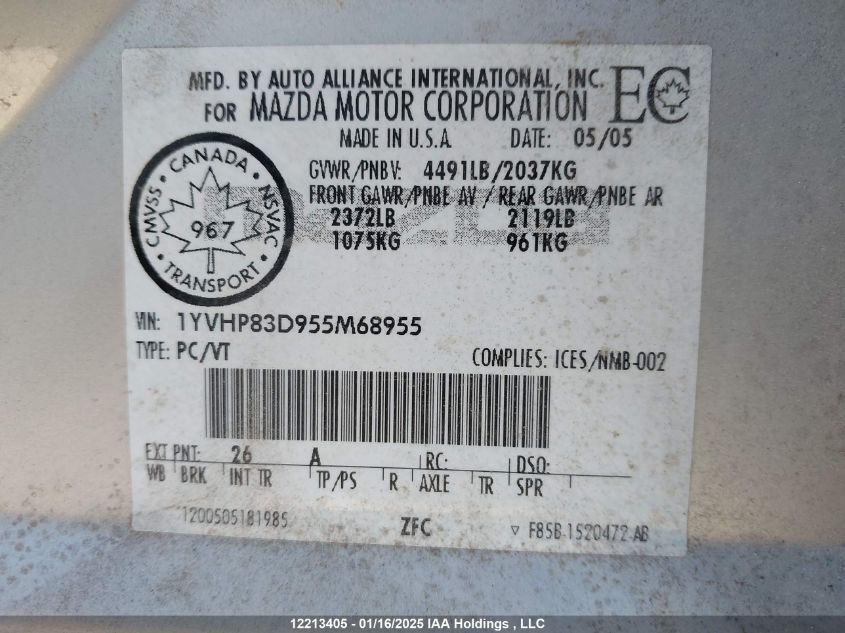 MFD. BY AUTO ALLIANCE INTERNATIONAL, INC.
FOR MAZDA MOTOR CORPORATION
EC
MADE IN U.S.A. DATE: 05/05
GVWR/PNBV: 4491LB/2037KG
FRONT GAWR/PNBE AV / REAR GAWR/PNBE AR
2372LB 2119LB
1075KG 961KG
CANADA
CMVSS 967 NSVAC
TRANSPORT
VIN: 1YVHP83D955M68955
TYPE: PC/VT
COMPLIES: ICES/NMB-002
EXT PNT: 26 A RC: DSO:
WB BRK INT TR TP/PS R AXLE TR SPR
1200505181985 ZFC F85B-1520472-AB
12213405 - 01/16/2025 IAA Holdings , LLC